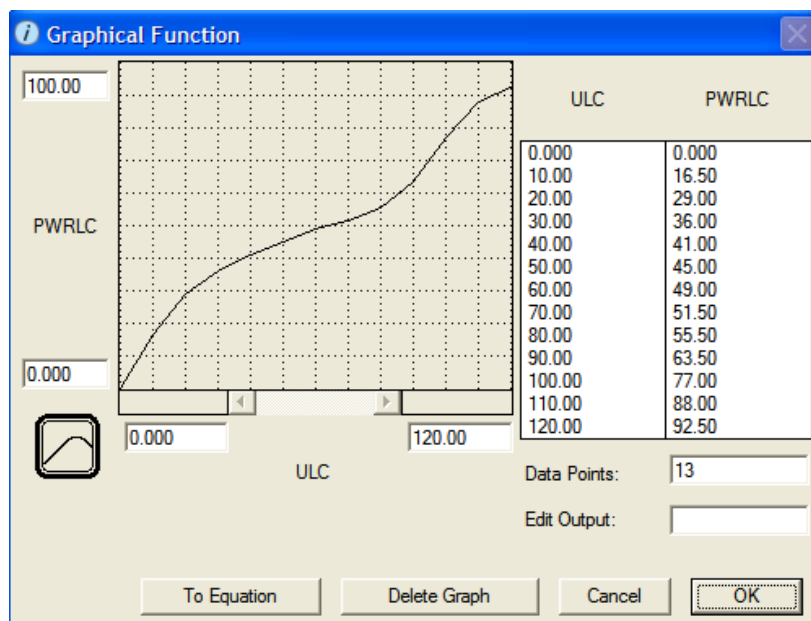 Graphical Function
100.00
PWRLC
0.000
0.000
120.00
ULC
ULC PWRLC
0.000 0.000
10.00 16.50
20.00 29.00
30.00 36.00
40.00 41.00
50.00 45.00
60.00 49.00
70.00 51.50
80.00 55.50
90.00 63.50
100.00 77.00
110.00 88.00
120.00 92.50
Data Points: 13
Edit Output:
To Equation
Delete Graph
Cancel
OK